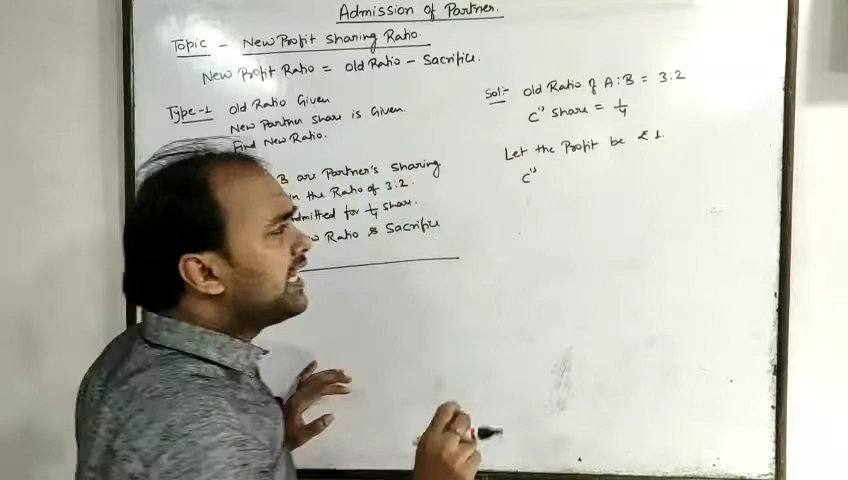 Admission of Partner.
Topic - New Profit Sharing Ratio.
New Profit Ratio = Old Ratio - Sacrifice.
Type-1 Old Ratio Given
New Partner share is Given.
Find New Ratio.
B are Partner's Sharing
in the Ratio of 3:2.
admitted for 1/4 share.
Ratio & Sacrifice
Sol:- Old Ratio of A:B = 3:2
C's share = 1/4
Let the Profit be ₹ 1.
C's